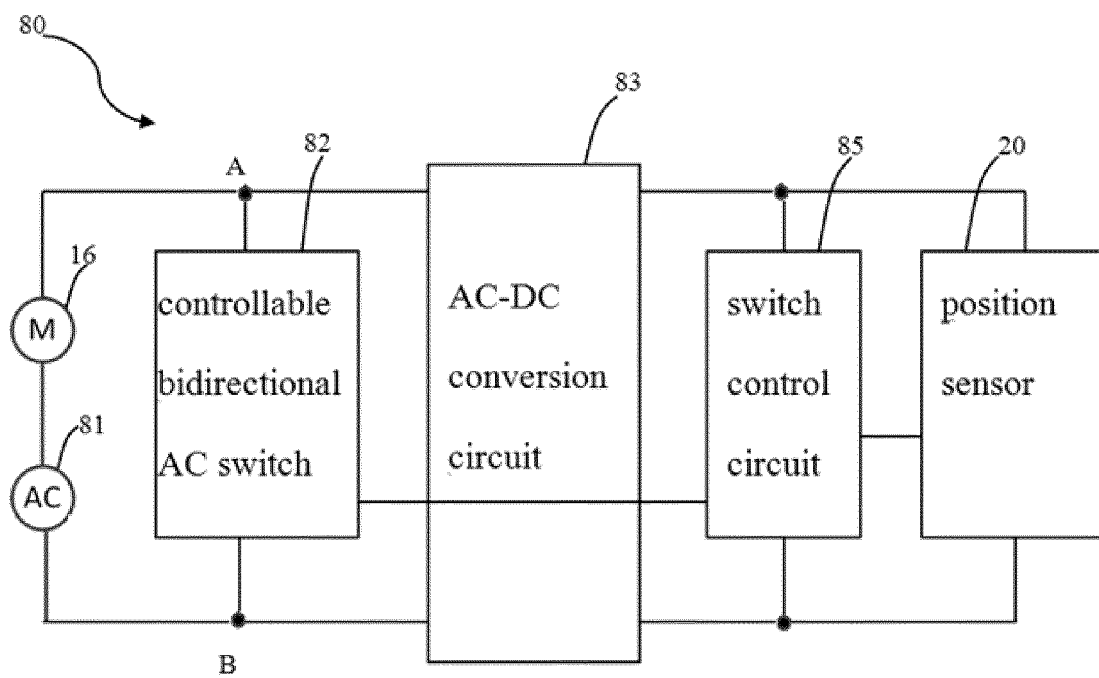 80
83
82
85
20
A
16
M
controllable
bidirectional
AC switch
AC-DC
conversion
circuit
switch
control
circuit
position
sensor
81
AC
B